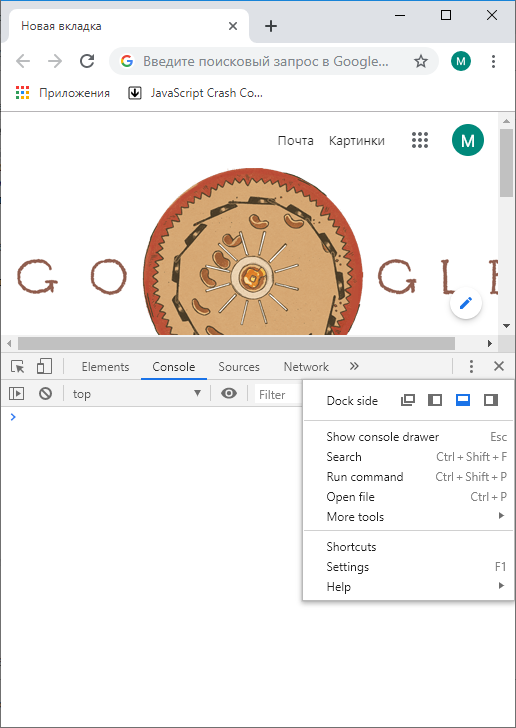 Новая вкладка
Введите поисковый запрос в Google...
M
Приложения
JavaScript Crash Co...
Почта Картинки
M
G O G L E
Elements Console Sources Network »
top Filter
Dock side
Show console drawer Esc
Search Ctrl + Shift + F
Run command Ctrl + Shift + P
Open file Ctrl + P
More tools
Shortcuts
Settings F1
Help